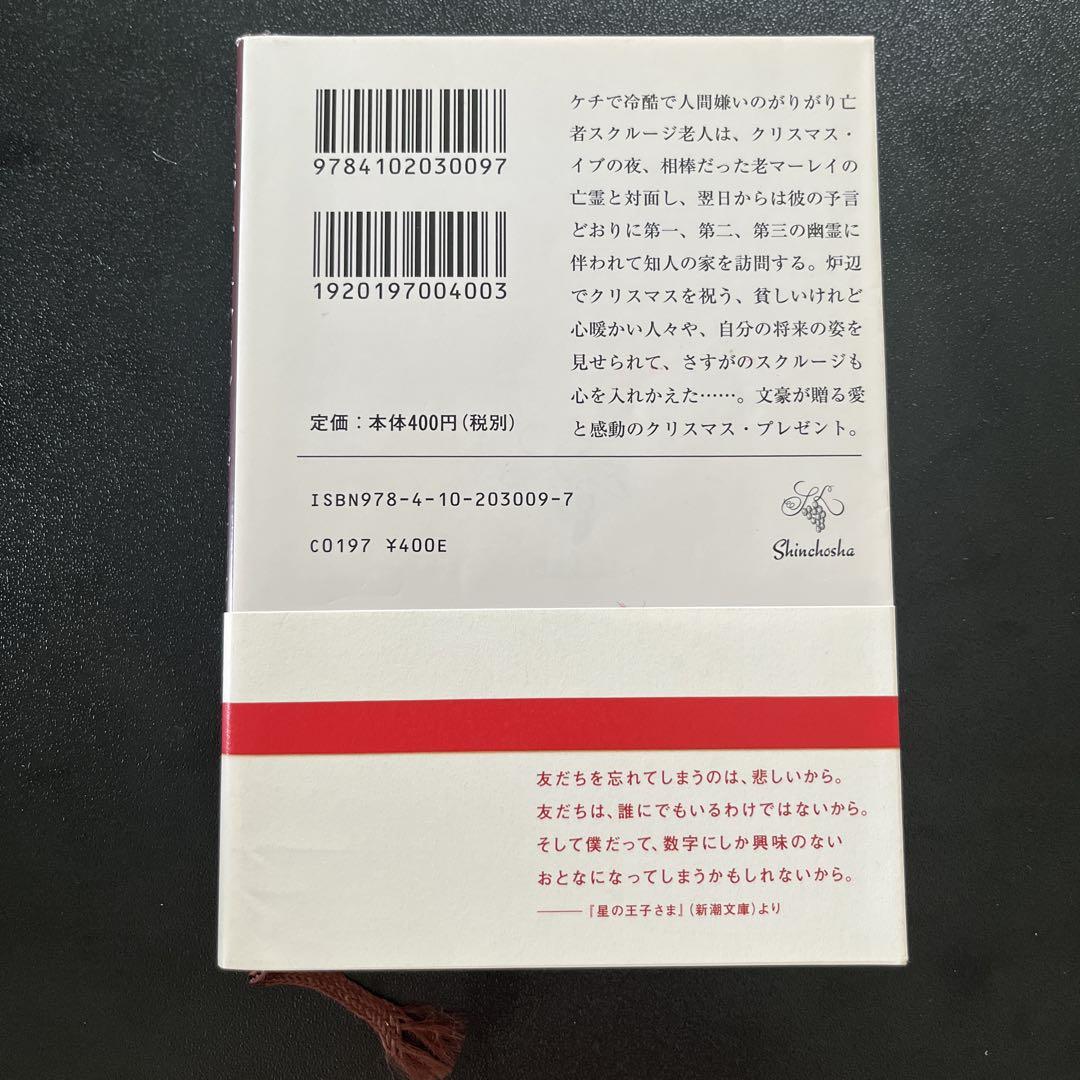 9784102030097
1920197004003
定価：本体400円（税別）
ケチで冷酷で人間嫌いのがりがり亡
者スクルージ老人は、クリスマス・
イブの夜、相棒だった老マーレイの
亡霊と対面し、翌日からは彼の予言
どおりに第一、第二、第三の幽霊に
伴われて知人の家を訪問する。炉辺
でクリスマスを祝う、貧しいけれど
心暖かい人々や、自分の将来の姿を
見せられて、さすがのスクルージも
心を入れかえた……。文豪が贈る愛
と感動のクリスマス・プレゼント。
ISBN978-4-10-203009-7
C0197 ¥400E
Shinchosha
友だちを忘れてしまうのは、悲しいから。
友だちは、誰にでもいるわけではないから。
そして僕だって、数字にしか興味のない
おとなになってしまうかもしれないから。
――『星の王子さま』（新潮文庫）より